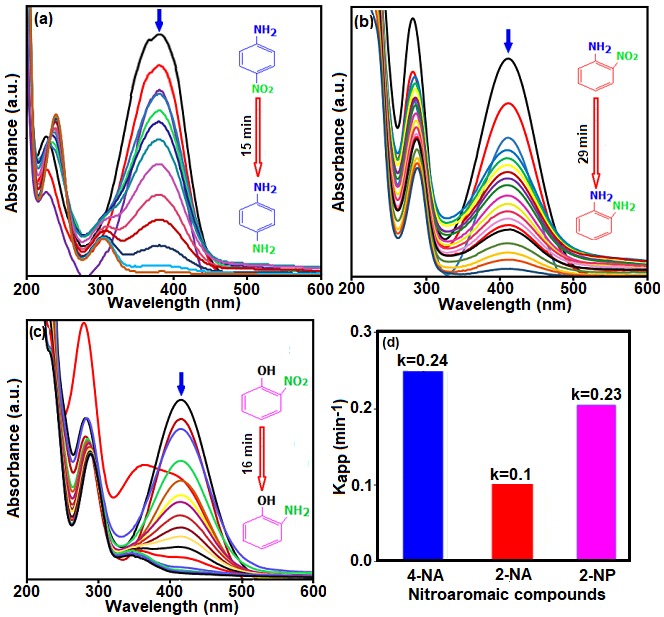 (a)
NH2
NO2
15 min
NH2
NH2
Absorbance (a.u.)
200 300 400 500 600
Wavelength (nm)
(b)
NH2
NO2
29 min
NH2
NH2
Absorbance (a.u.)
200 300 400 500 600
Wavelength (nm)
(c)
OH
NO2
16 min
OH
NH2
Absorbance (a.u.)
200 300 400 500 600
Wavelength (nm)
(d)
k=0.24
k=0.1
k=0.23
Kapp (min-1)
0.3
0.2
0.1
0.0
4-NA 2-NA 2-NP
Nitroaromaic compounds